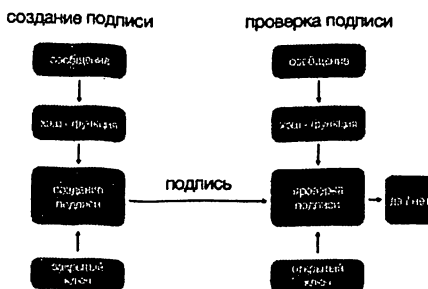 создание подписи
сообщение
хэш - функция
создание
подписи
закрытый
ключ
подпись
проверка подписи
сообщение
хэш - функция
проверка
подписи
открытый
ключ
да / нет